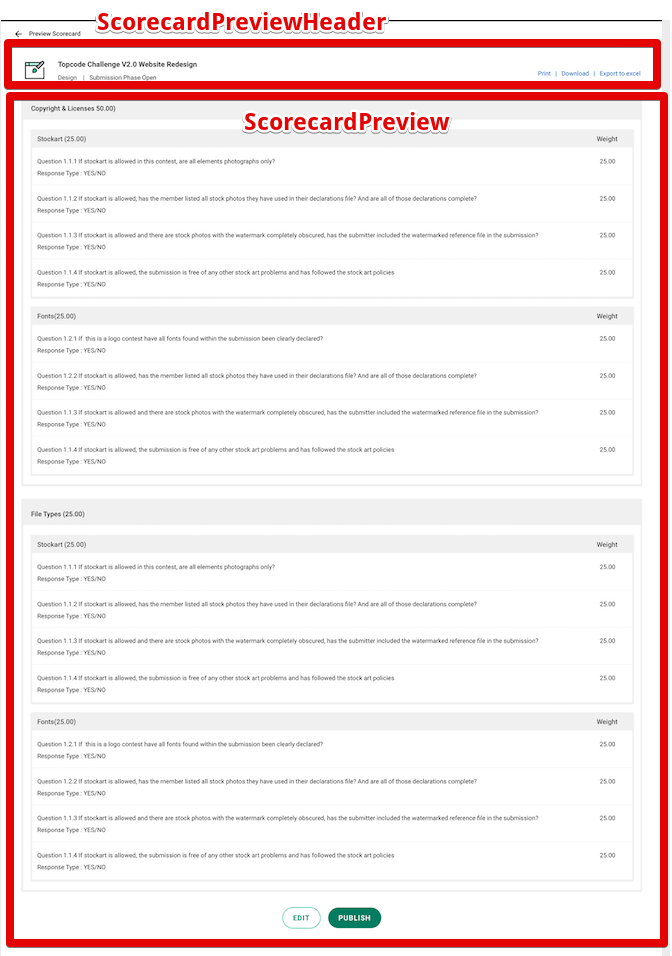 ScorecardPreviewHeader
Preview Scorecard
Topcode Challenge V2.0 Website Redesign
Design | Submission Phase Open
Print | Download | Export to excel
Copyright & Licenses 50.00)
ScorecardPreview
Stockart (25.00) Weight
Question 1.1.1 If stockart is allowed in this contest, are all elements photographs only? 25.00
Response Type : YES/NO
Question 1.1.2 If stockart is allowed, has the member listed all stock photos they have used in their declarations file? And are all of those declarations complete? 25.00
Response Type : YES/NO
Question 1.1.3 If stockart is allowed and there are stock photos with the watermark completely obscured, has the submitter included the watermarked reference file in the submission? 25.00
Response Type : YES/NO
Question 1.1.4 If stockart is allowed, the submission is free of any other stock art problems and has followed the stock art policies 25.00
Response Type : YES/NO
Fonts(25.00) Weight
Question 1.2.1 If this is a logo contest have all fonts found within the submission been clearly declared? 25.00
Response Type : YES/NO
Question 1.2.2 If stockart is allowed, has the member listed all stock photos they have used in their declarations file? And are all of those declarations complete? 25.00
Response Type : YES/NO
Question 1.1.3 If stockart is allowed and there are stock photos with the watermark completely obscured, has the submitter included the watermarked reference file in the submission? 25.00
Response Type : YES/NO
Question 1.1.4 If stockart is allowed, the submission is free of any other stock art problems and has followed the stock art policies 25.00
Response Type : YES/NO
File Types (25.00)
Stockart (25.00) Weight
Question 1.1.1 If stockart is allowed in this contest, are all elements photographs only? 25.00
Response Type : YES/NO
Question 1.1.2 If stockart is allowed, has the member listed all stock photos they have used in their declarations file? And are all of those declarations complete? 25.00
Response Type : YES/NO
Question 1.1.3 If stockart is allowed and there are stock photos with the watermark completely obscured, has the submitter included the watermarked reference file in the submission? 25.00
Response Type : YES/NO
Question 1.1.4 If stockart is allowed, the submission is free of any other stock art problems and has followed the stock art policies 25.00
Response Type : YES/NO
Fonts(25.00) Weight
Question 1.2.1 If this is a logo contest have all fonts found within the submission been clearly declared? 25.00
Response Type : YES/NO
Question 1.2.2 If stockart is allowed, has the member listed all stock photos they have used in their declarations file? And are all of those declarations complete? 25.00
Response Type : YES/NO
Question 1.1.3 If stockart is allowed and there are stock photos with the watermark completely obscured, has the submitter included the watermarked reference file in the submission? 25.00
Response Type : YES/NO
Question 1.1.4 If stockart is allowed, the submission is free of any other stock art problems and has followed the stock art policies 25.00
Response Type : YES/NO
EDIT PUBLISH